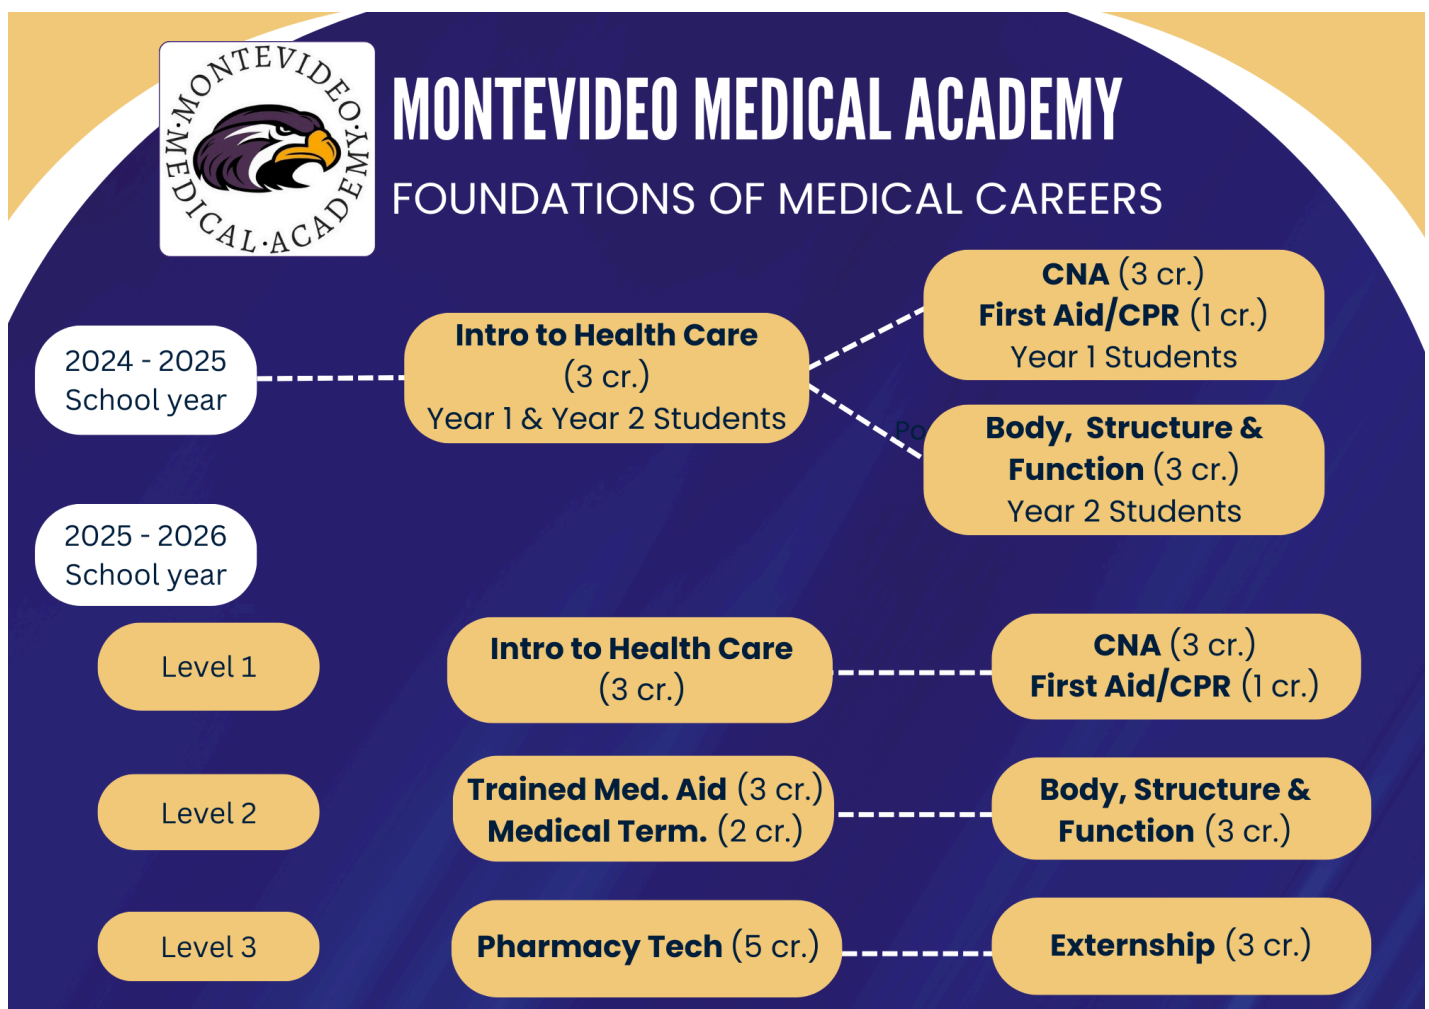 MONTEVIDEO·MEDICAL·ACADEMY·
MONTEVIDEO MEDICAL ACADEMY
FOUNDATIONS OF MEDICAL CAREERS
2024 - 2025
School year
Intro to Health Care
(3 cr.)
Year 1 & Year 2 Students
CNA (3 cr.)
First Aid/CPR (1 cr.)
Year 1 Students
Body, Structure &
Function (3 cr.)
Year 2 Students
2025 - 2026
School year
Level 1
Intro to Health Care
(3 cr.)
CNA (3 cr.)
First Aid/CPR (1 cr.)
Level 2
Trained Med. Aid (3 cr.)
Medical Term. (2 cr.)
Body, Structure &
Function (3 cr.)
Level 3
Pharmacy Tech (5 cr.)
Externship (3 cr.)